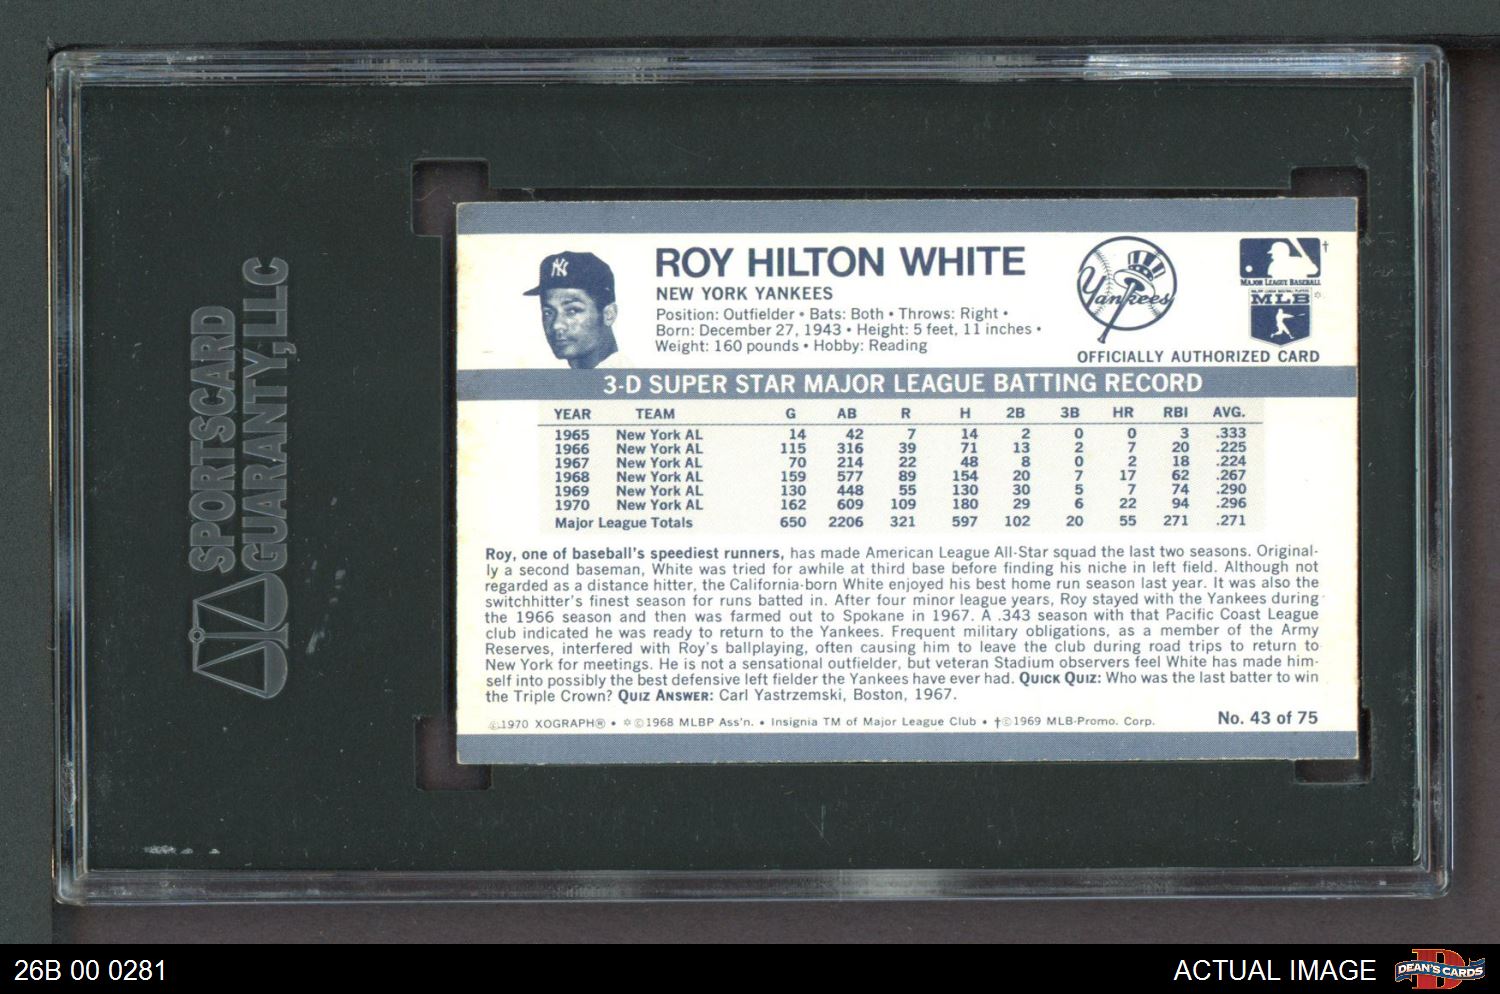 SPORTSCARD
GUARANTY, LLC
NY
ROY HILTON WHITE
NEW YORK YANKEES
Position: Outfielder • Bats: Both • Throws: Right •
Born: December 27, 1943 • Height: 5 feet, 11 inches •
Weight: 160 pounds • Hobby: Reading
Yankees
†
MAJOR LEAGUE BASEBALL
MLB
OFFICIALLY AUTHORIZED CARD
3-D SUPER STAR MAJOR LEAGUE BATTING RECORD
YEAR TEAM G AB R H 2B 3B HR RBI AVG.
1965 New York AL 14 42 7 14 2 0 0 3 .333
1966 New York AL 115 316 39 71 13 2 7 20 .225
1967 New York AL 70 214 22 48 8 0 2 18 .224
1968 New York AL 159 577 89 154 20 7 17 62 .267
1969 New York AL 130 448 55 130 30 5 7 74 .290
1970 New York AL 162 609 109 180 29 6 22 94 .296
Major League Totals 650 2206 321 597 102 20 55 271 .271
Roy, one of baseball's speediest runners, has made American League All-Star squad the last two seasons. Original-
ly a second baseman, White was tried for awhile at third base before finding his niche in left field. Although not
regarded as a distance hitter, the California-born White enjoyed his best home run season last year. It was also the
switchhitter's finest season for runs batted in. After four minor league years, Roy stayed with the Yankees during
the 1966 season and then was farmed out to Spokane in 1967. A .343 season with that Pacific Coast League
club indicated he was ready to return to the Yankees. Frequent military obligations, as a member of the Army
Reserves, interfered with Roy's ballplaying, often causing him to leave the club during road trips to return to
New York for meetings. He is not a sensational outfielder, but veteran Stadium observers feel White has made him-
self into possibly the best defensive left fielder the Yankees have ever had. QUICK QUIZ: Who was the last batter to win
the Triple Crown? QUIZ ANSWER: Carl Yastrzemski, Boston, 1967.
©1970 XOGRAPH® • *©1968 MLBP Ass'n. • Insignia TM of Major League Club • †©1969 MLB-Promo. Corp. No. 43 of 75
26B 00 0281
ACTUAL IMAGE
D
DEAN'S CARDS